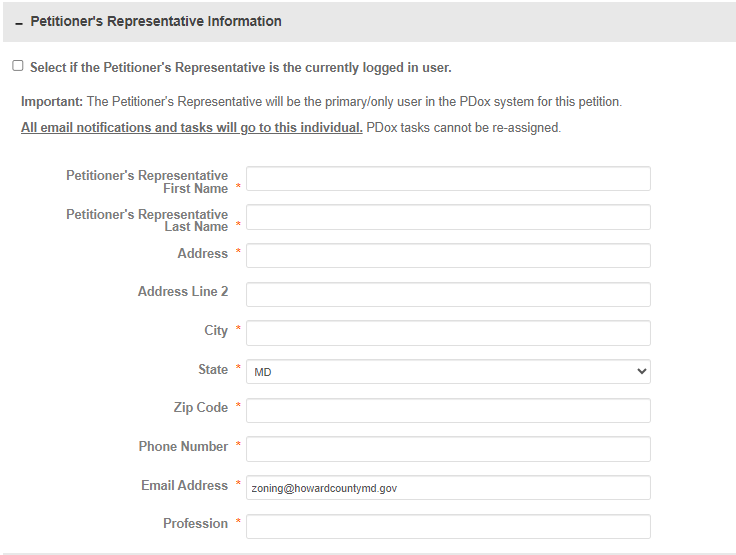 – Petitioner's Representative Information
Select if the Petitioner's Representative is the currently logged in user.
Important: The Petitioner's Representative will be the primary/only user in the PDox system for this petition.
All email notifications and tasks will go to this individual. PDox tasks cannot be re-assigned.
Petitioner's Representative
First Name *
Petitioner's Representative
Last Name *
Address *
Address Line 2
City *
State * MD
Zip Code *
Phone Number *
Email Address * zoning@howardcountymd.gov
Profession *